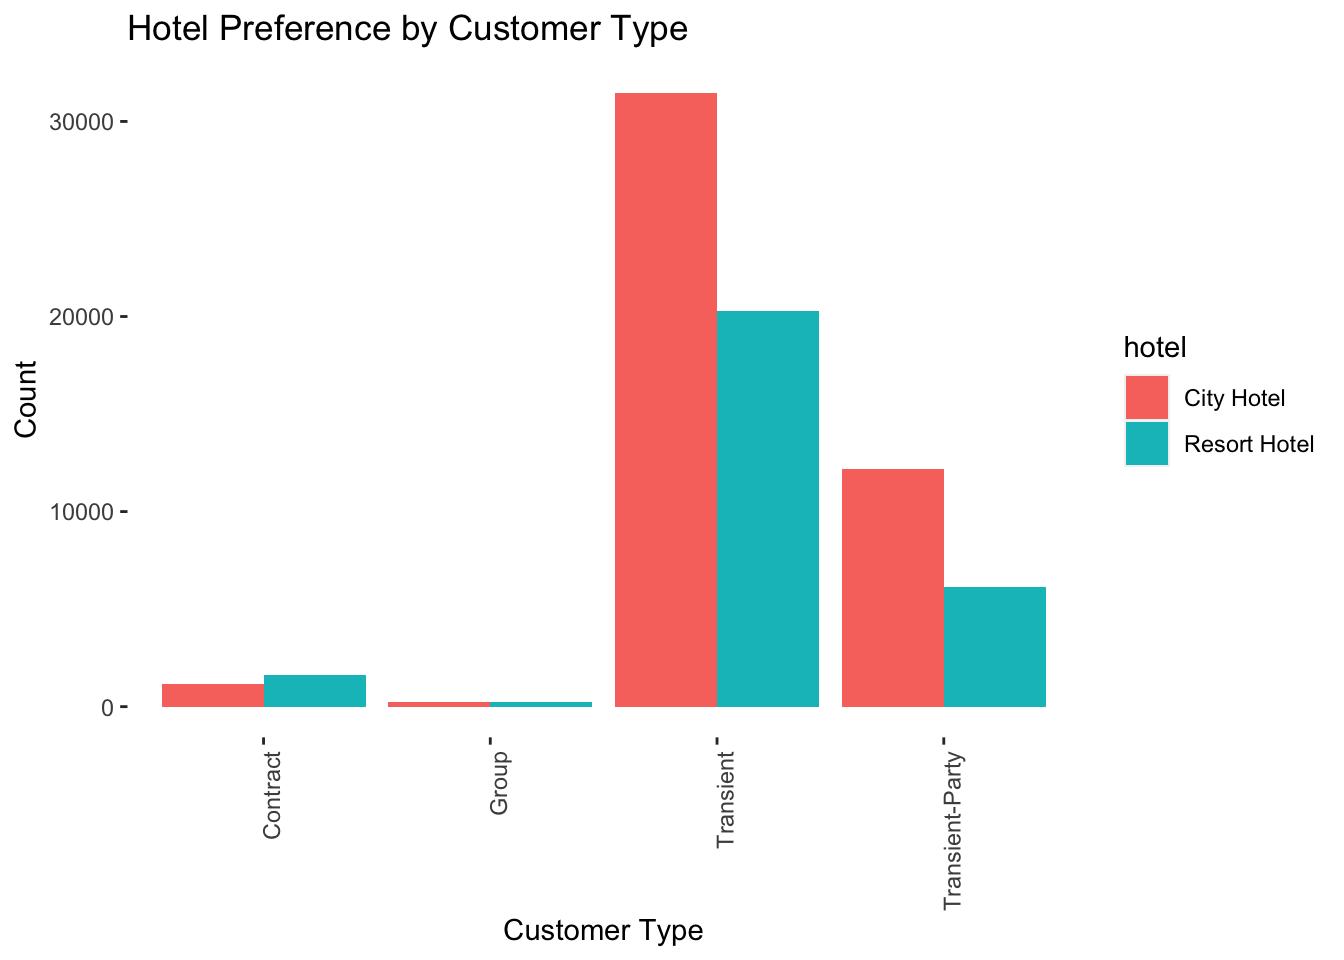 Hotel Preference by Customer Type
30000
20000
10000
0
Count
Contract
Group
Transient
Transient-Party
Customer Type
hotel
City Hotel
Resort Hotel